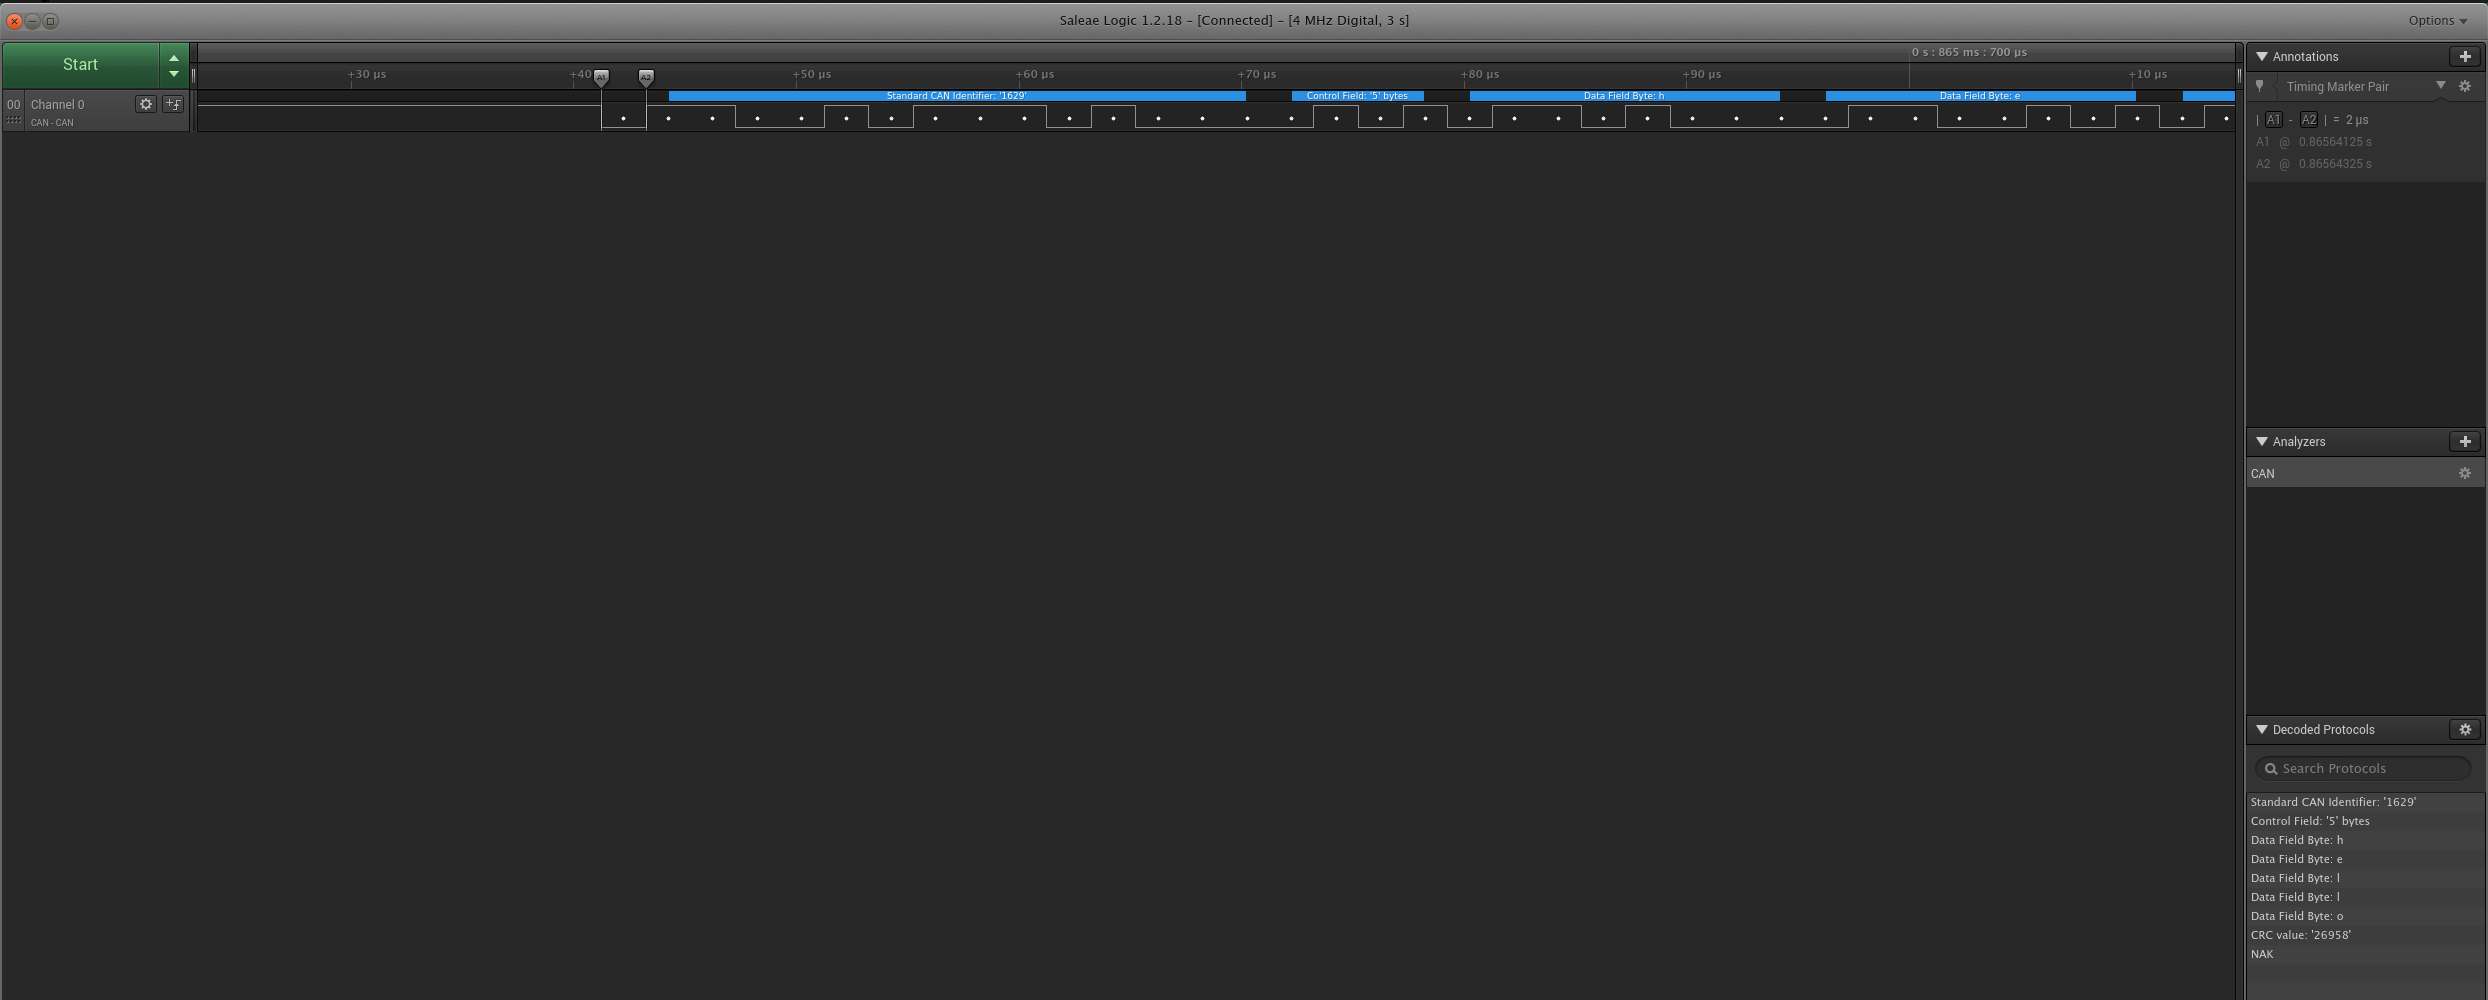 Saleae Logic 1.2.18 - [Connected] - [4 MHz Digital, 3 s]
Options
Start
0 s : 865 ms : 700 µs
+30 µs +40 A1 A2 +50 µs +60 µs +70 µs +80 µs +90 µs +10 µs
00 Channel 0
CAN - CAN
Standard CAN Identifier: '1629' Control Field: '5' bytes Data Field Byte: h Data Field Byte: e
Annotations
Timing Marker Pair
| A1 - A2 | = 2 µs
A1 @ 0.86564125 s
A2 @ 0.86564325 s
Analyzers
CAN
Decoded Protocols
Search Protocols
Standard CAN Identifier: '1629'
Control Field: '5' bytes
Data Field Byte: h
Data Field Byte: e
Data Field Byte: l
Data Field Byte: l
Data Field Byte: o
CRC value: '26958'
NAK